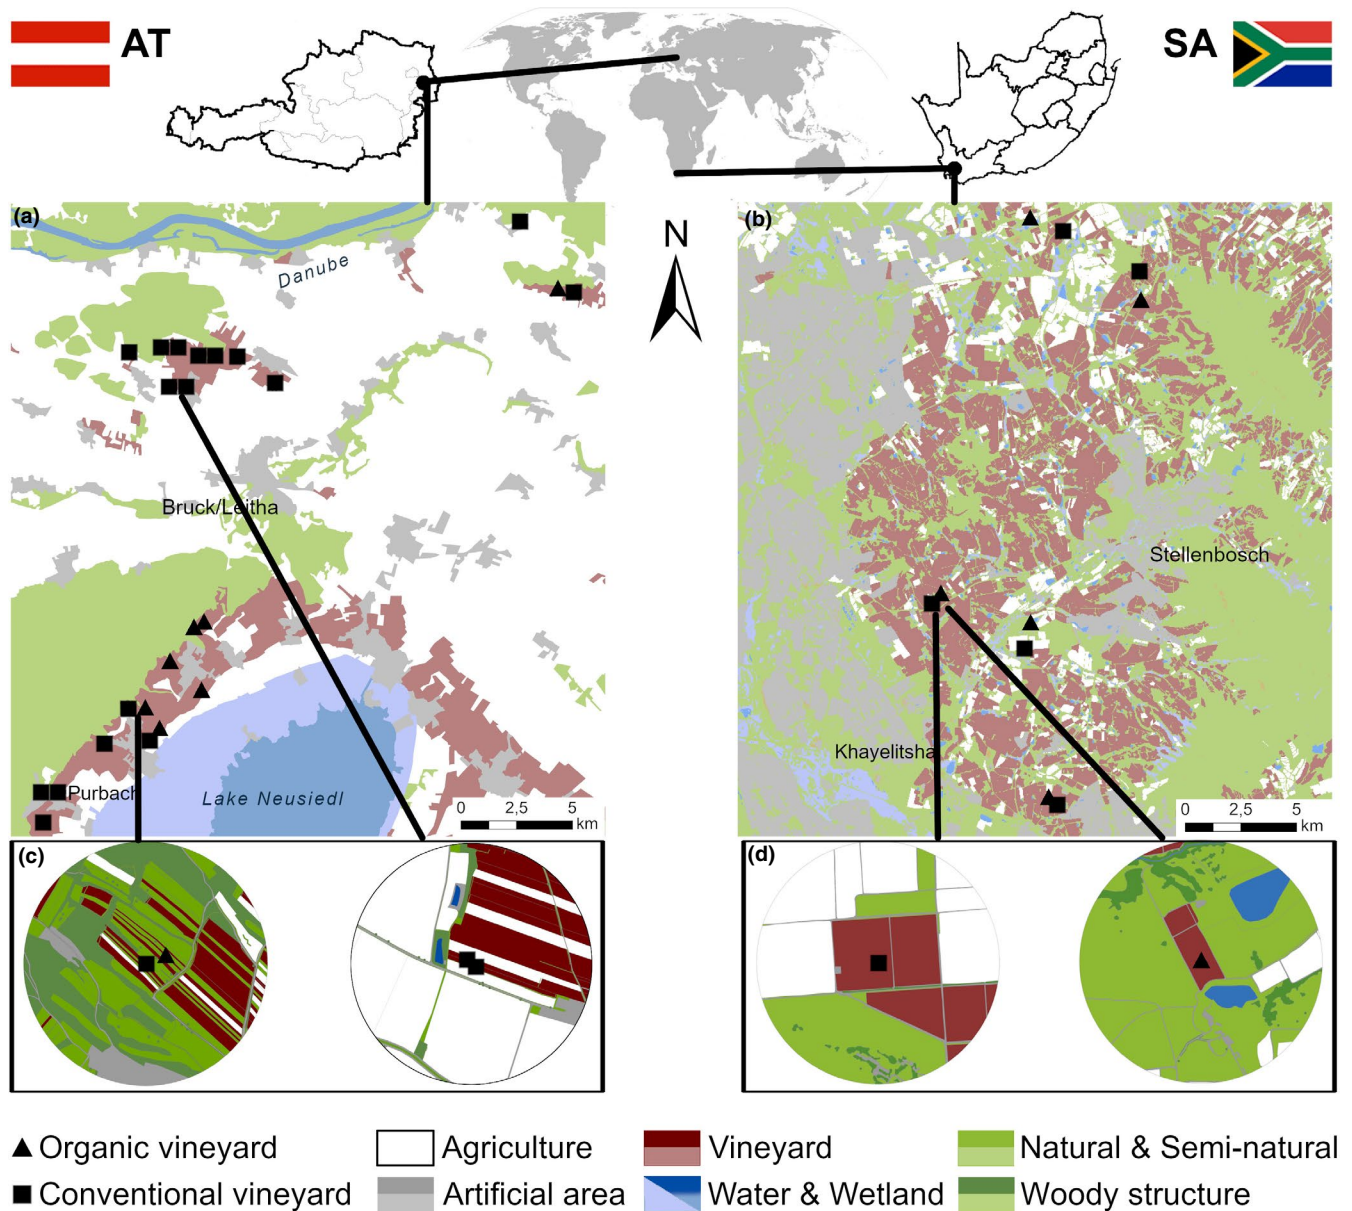 AT
SA
(a)
(b)
N
Danube
Bruck/Leitha
Stellenbosch
Khayelitsha
Purbach
Lake Neusiedl
0 2,5 5
km
0 2,5 5
km
(c)
(d)
Organic vineyard
Agriculture
Vineyard
Natural & Semi-natural
Conventional vineyard
Artificial area
Water & Wetland
Woody structure